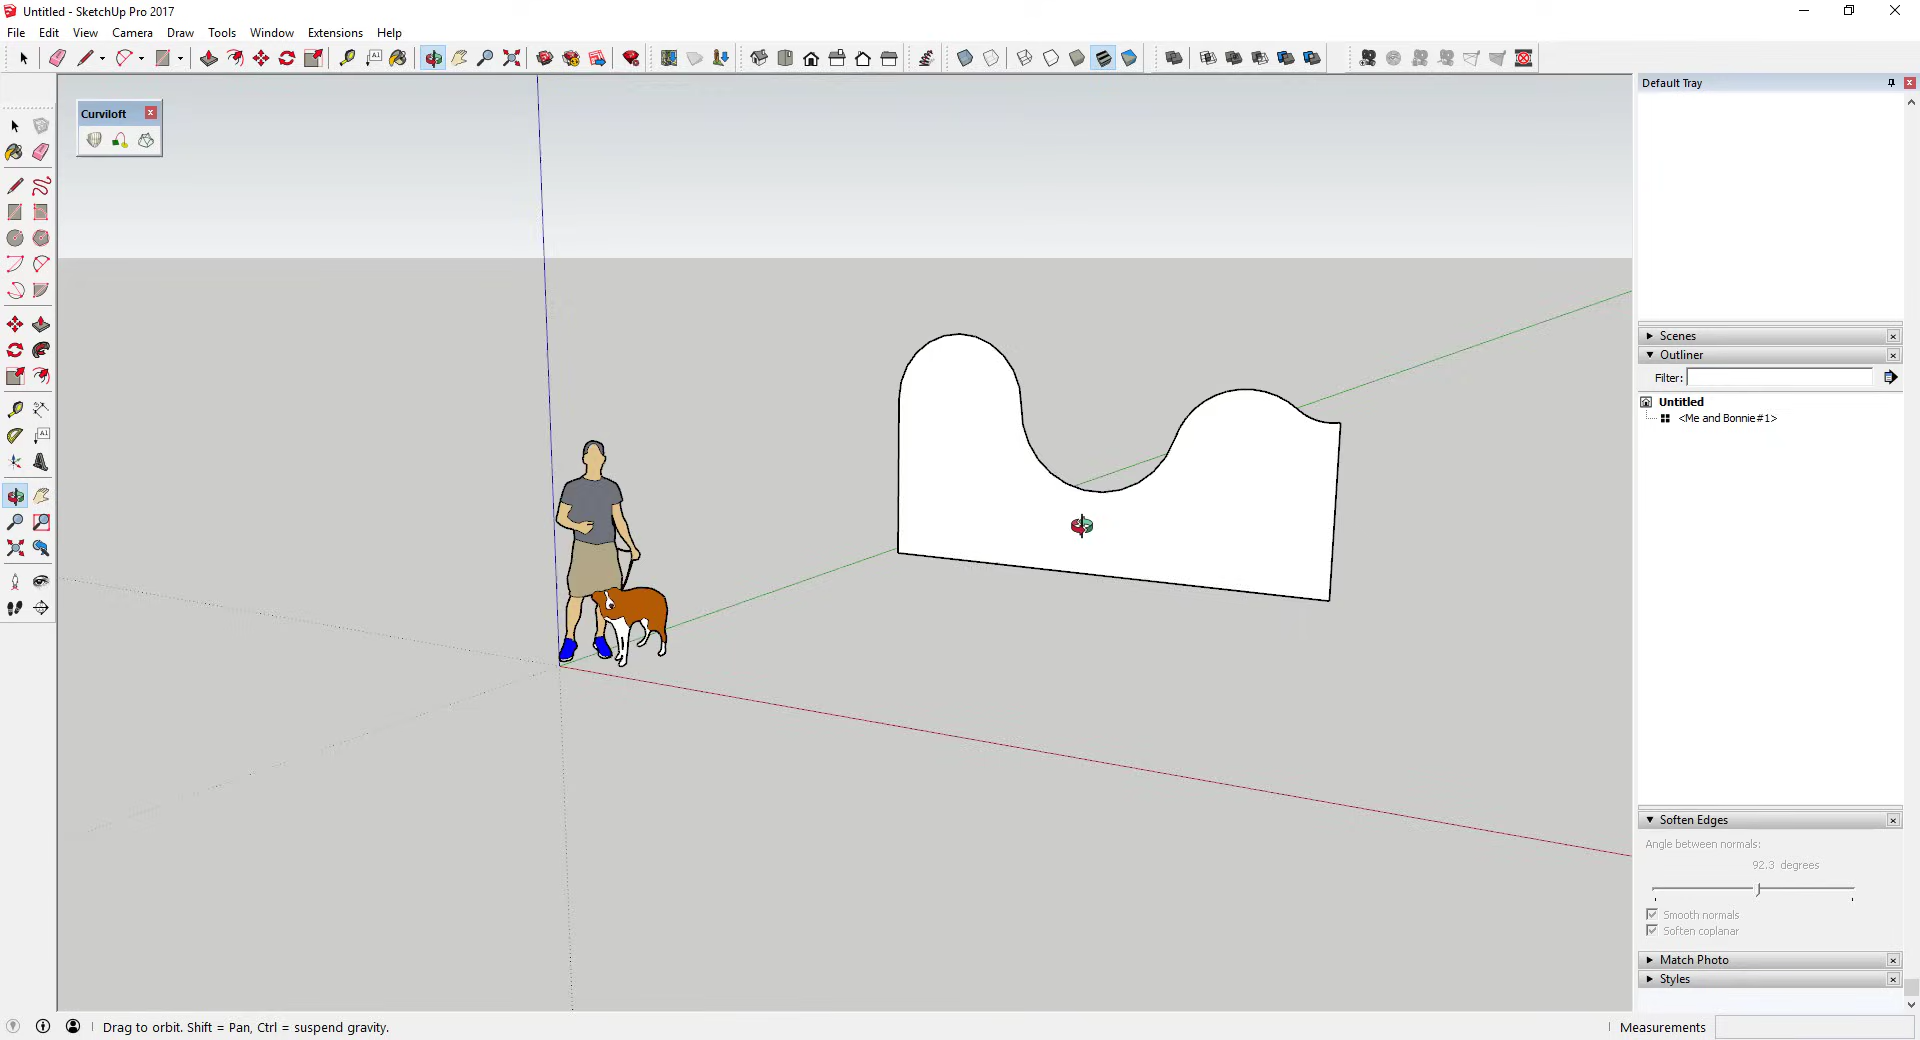 Untitled - SketchUp Pro 2017
File Edit View Camera Draw Tools Window Extensions Help
A1
Default Tray
Curviloft
Scenes
Outliner
Filter:
Untitled
<Me and Bonnie#1>
A1
Soften Edges
Angle between normals:
92.3 degrees
Smooth normals
Soften coplanar
Match Photo
Styles
Drag to orbit. Shift = Pan, Ctrl = suspend gravity.
Measurements